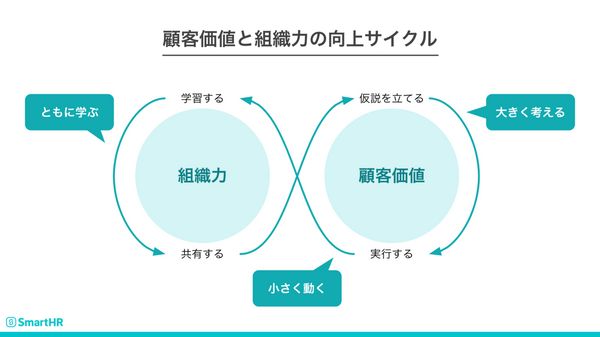 顧客価値と組織力の向上サイクル
学習する
仮説を立てる
ともに学ぶ
大きく考える
組織力
顧客価値
共有する
実行する
小さく動く
SmartHR